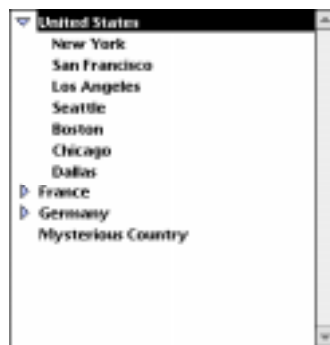 United States
New York
San Francisco
Los Angeles
Seattle
Boston
Chicago
Dallas
France
Germany
Mysterious Country